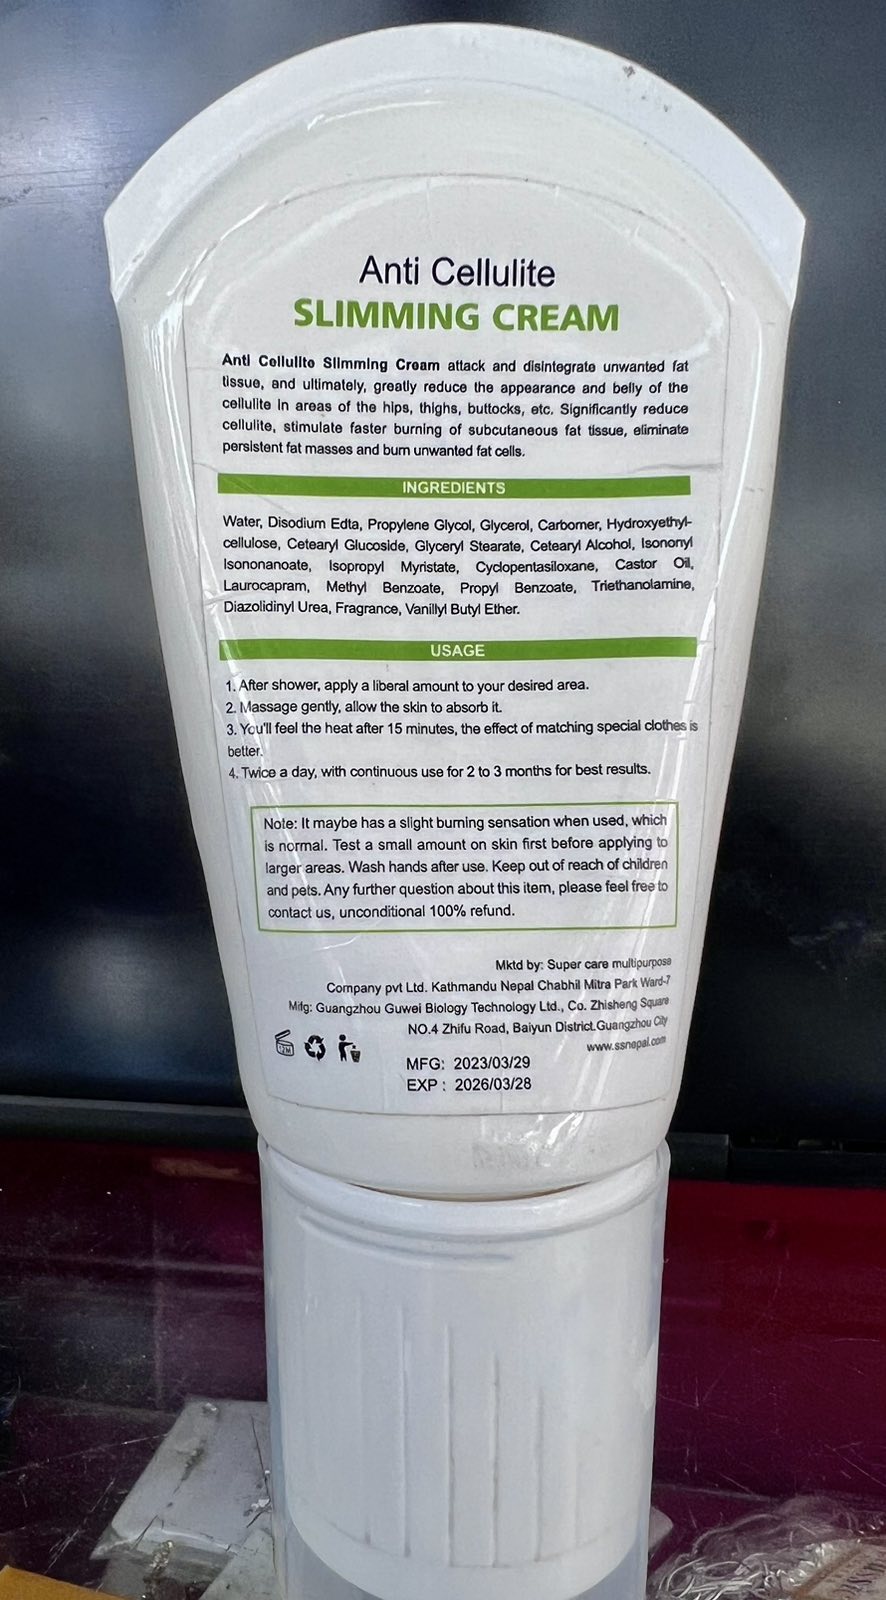 Anti Cellulite
SLIMMING CREAM
Anti Cellulite Slimming Cream attack and disintegrate unwanted fat
tissue, and ultimately, greatly reduce the appearance and belly of the
cellulite in areas of the hips, thighs, buttocks, etc. Significantly reduce
cellulite, stimulate faster burning of subcutaneous fat tissue, eliminate
persistent fat masses and burn unwanted fat cells.
INGREDIENTS
Water, Disodium Edta, Propylene Glycol, Glycerol, Carbomer, Hydroxyethyl-
cellulose, Cetearyl Glucoside, Glyceryl Stearate, Cetearyl Alcohol, Isononyl
Isononanoate, Isopropyl Myristate, Cyclopentasiloxane, Castor Oil,
Laurocapram, Methyl Benzoate, Propyl Benzoate, Triethanolamine,
Diazolidinyl Urea, Fragrance, Vanillyl Butyl Ether.
USAGE
1. After shower, apply a liberal amount to your desired area.
2. Massage gently, allow the skin to absorb it.
3. You'll feel the heat after 15 minutes, the effect of matching special clothes is
better.
4. Twice a day, with continuous use for 2 to 3 months for best results.
Note: It maybe has a slight burning sensation when used, which
is normal. Test a small amount on skin first before applying to
larger areas. Wash hands after use. Keep out of reach of children
and pets. Any further question about this item, please feel free to
contact us, unconditional 100% refund.
Mktd by: Super care multipurpose
Company pvt Ltd. Kathmandu Nepal Chabhil Mitra Park Ward-7
Mfg: Guangzhou Guwei Biology Technology Ltd., Co. Zhisheng Square
NO.4 Zhifu Road, Baiyun District.Guangzhou City
www.ssnepal.com
12M
MFG: 2023/03/29
EXP : 2026/03/28